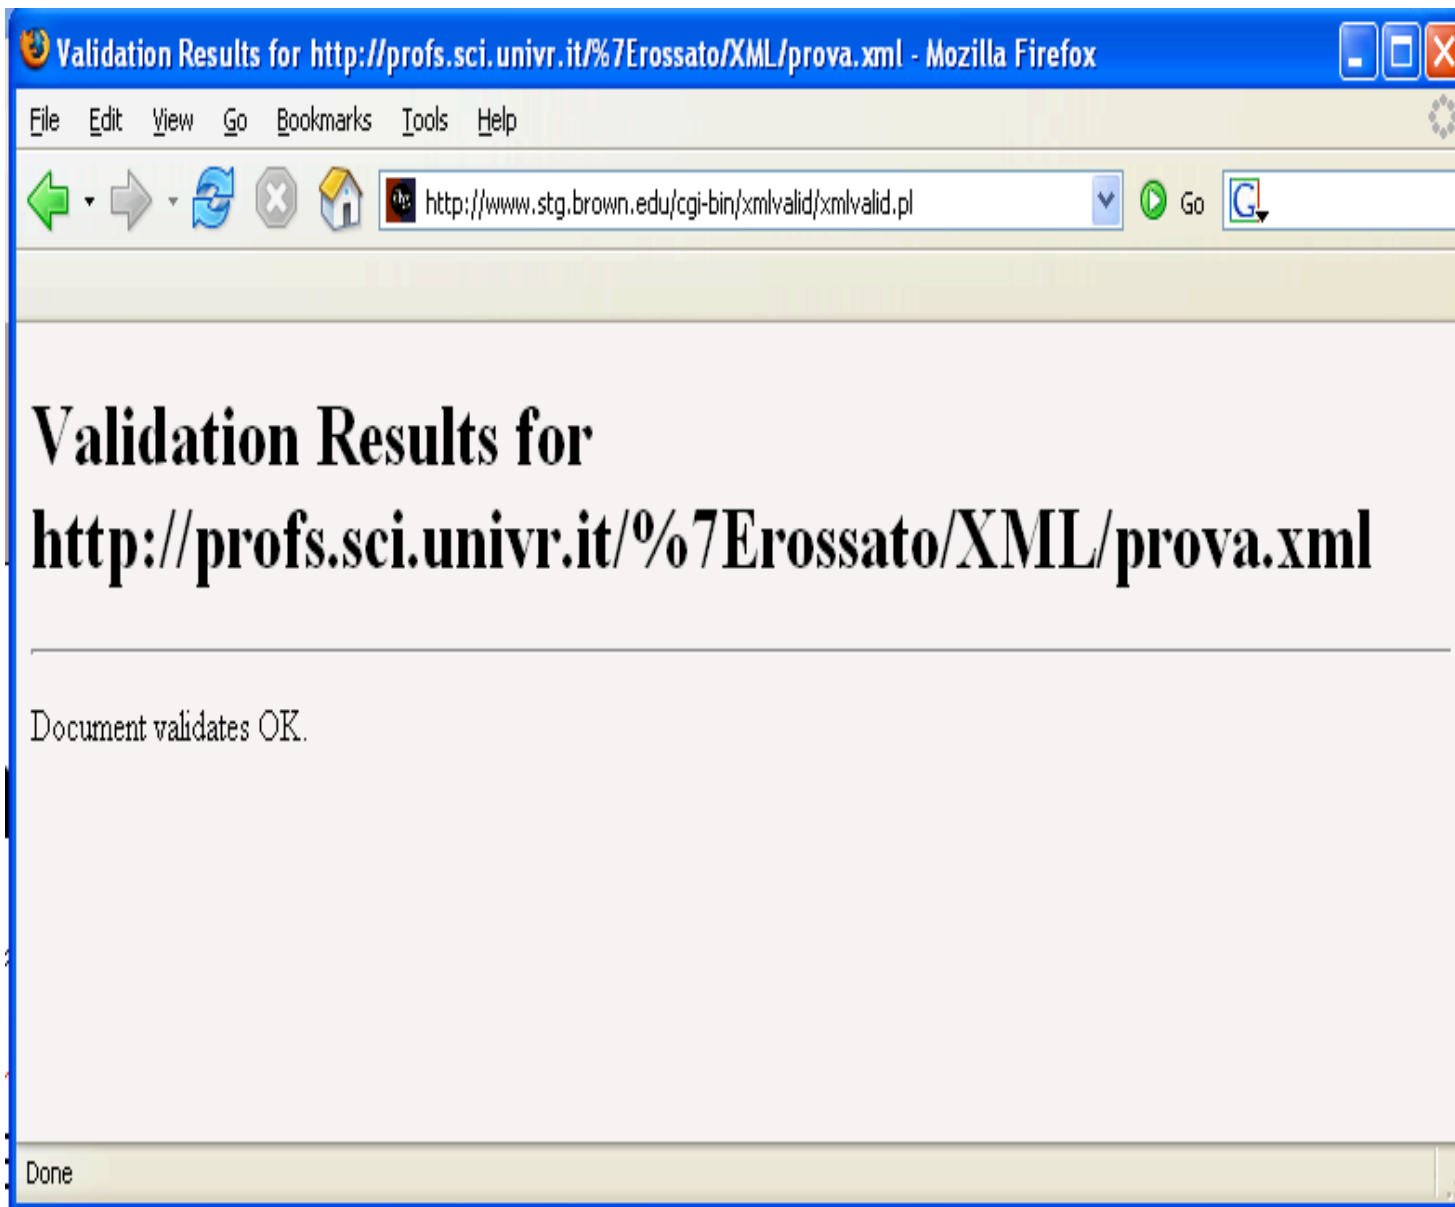 Validation Results for http://profs.sci.univr.it/%7Erossato/XML/prova.xml - Mozilla Firefox
File Edit View Go Bookmarks Tools Help
http://www.stg.brown.edu/cgi-bin/xmlvalid/xmlvalid.pl Go G
Validation Results for
http://profs.sci.univr.it/%7Erossato/XML/prova.xml
Document validates OK.
Done